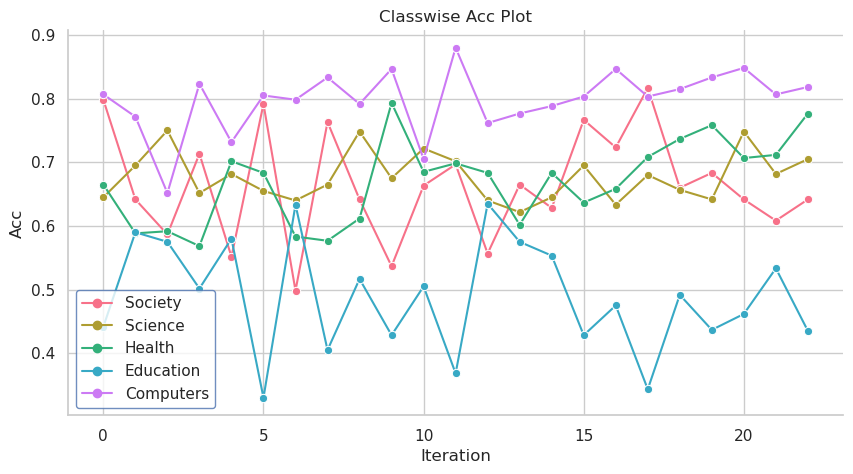 Classwise Acc Plot
Acc
0.9
0.8
0.7
0.6
0.5
0.4
Society
Science
Health
Education
Computers
0 5 10 15 20
Iteration